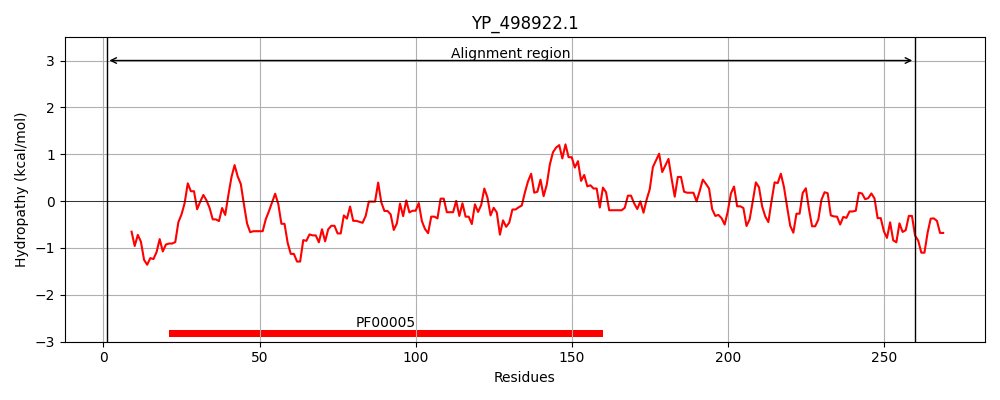 YP_498922.1
Alignment region
3
2
1
0
−1
−2
−3
Hydropathy (kcal/mol)
PF00005
0 50 100 150 200 250
Residues